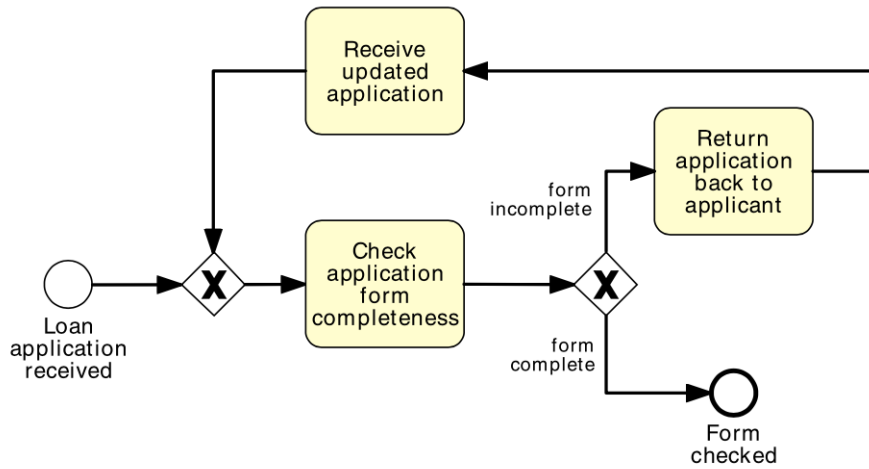 Receive
updated
application
Return
application
back to
applicant
form
incomplete
Check
application
form
completeness
X
X
Loan
application
received
form
complete
Form
checked